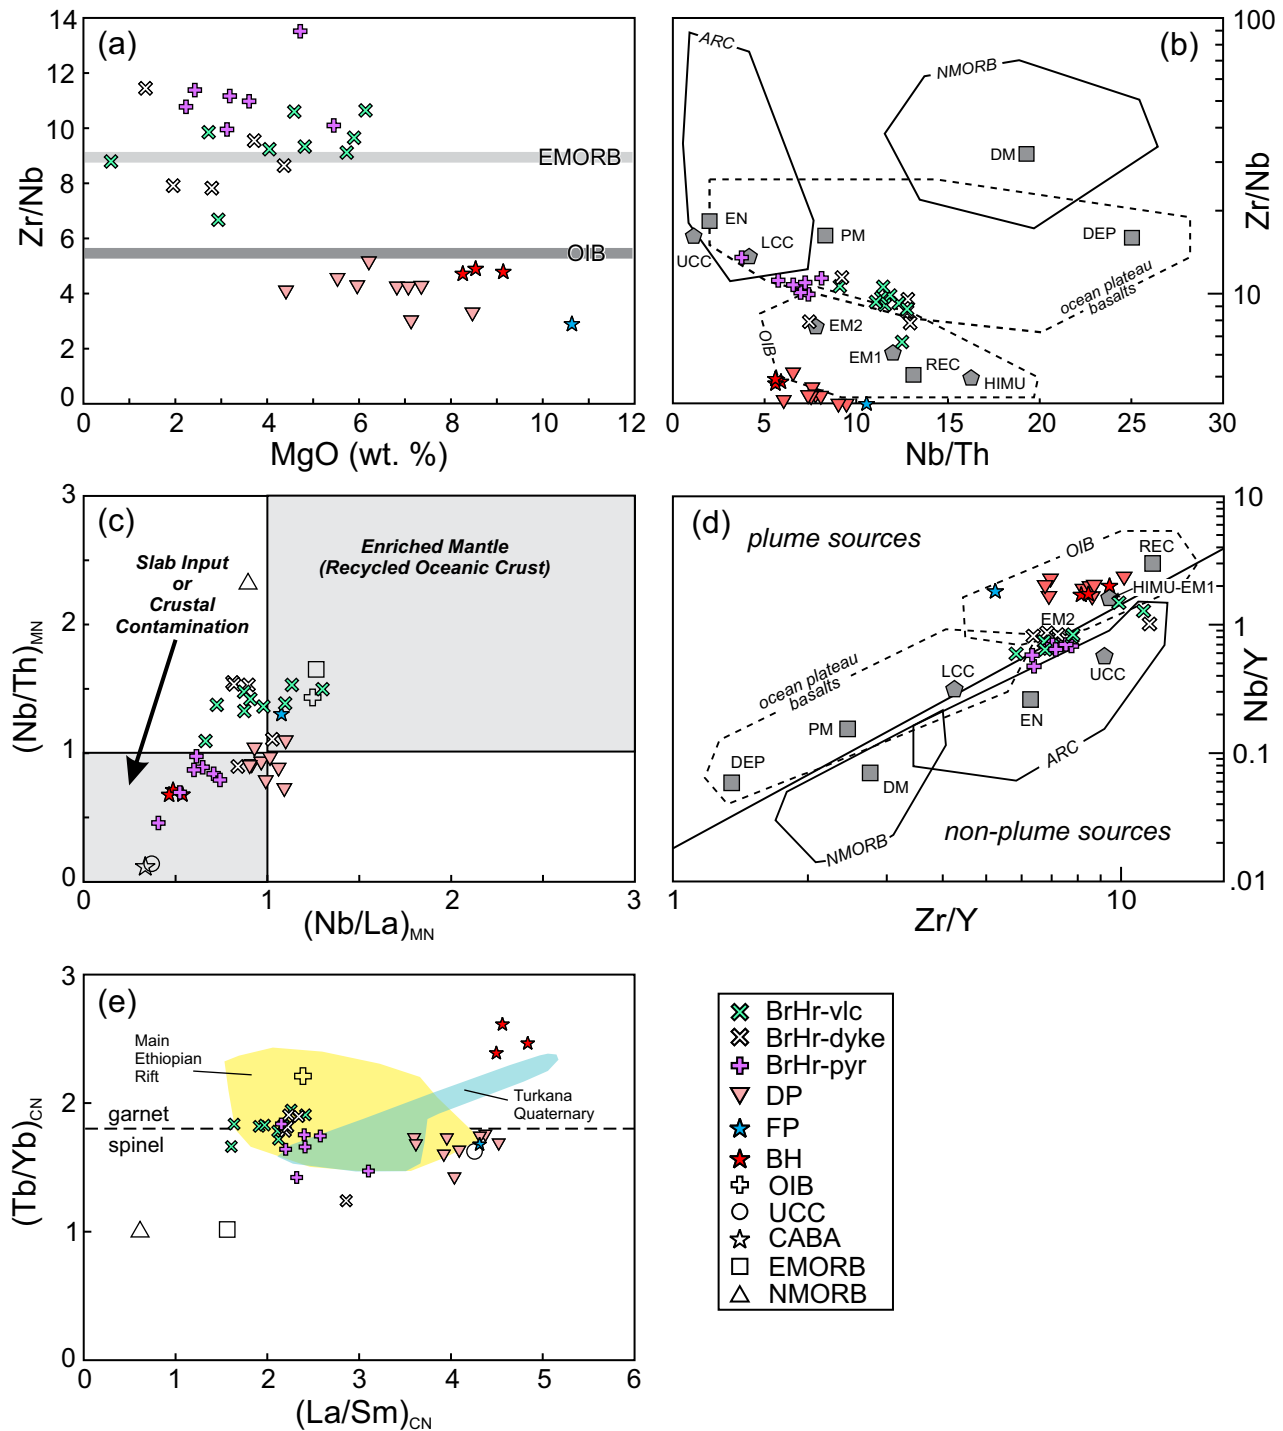 (a)
14
12
10
8
6
4
2
0
Zr/Nb
EMORB
OIB
0
2
4
6
8
10
12
MgO (wt. %)
(b)
100
10
Zr/Nb
ARC
NMORB
DM
EN
PM
DEP
UCC
LCC
ocean plateau
basalts
OIB
EM2
EM1
REC
HIMU
0
5
10
15
20
25
30
Nb/Th
(c)
3
2
1
0
(Nb/Th)MN
Slab Input
or
Crustal
Contamination
Enriched Mantle
(Recycled Oceanic Crust)
0
1
2
3
(Nb/La)MN
(d)
10
1
0.1
.01
Nb/Y
plume sources
OIB
REC
HIMU-EM1
EM2
ocean plateau
basalts
LCC
UCC
PM
EN
DEP
DM
ARC
NMORB
non-plume sources
1
10
Zr/Y
(e)
3
2
1
0
(Tb/Yb)CN
Main
Ethiopian
Rift
Turkana
Quaternary
garnet
spinel
0
1
2
3
4
5
6
(La/Sm)CN
BrHr-vlc
BrHr-dyke
BrHr-pyr
DP
FP
BH
OIB
UCC
CABA
EMORB
NMORB